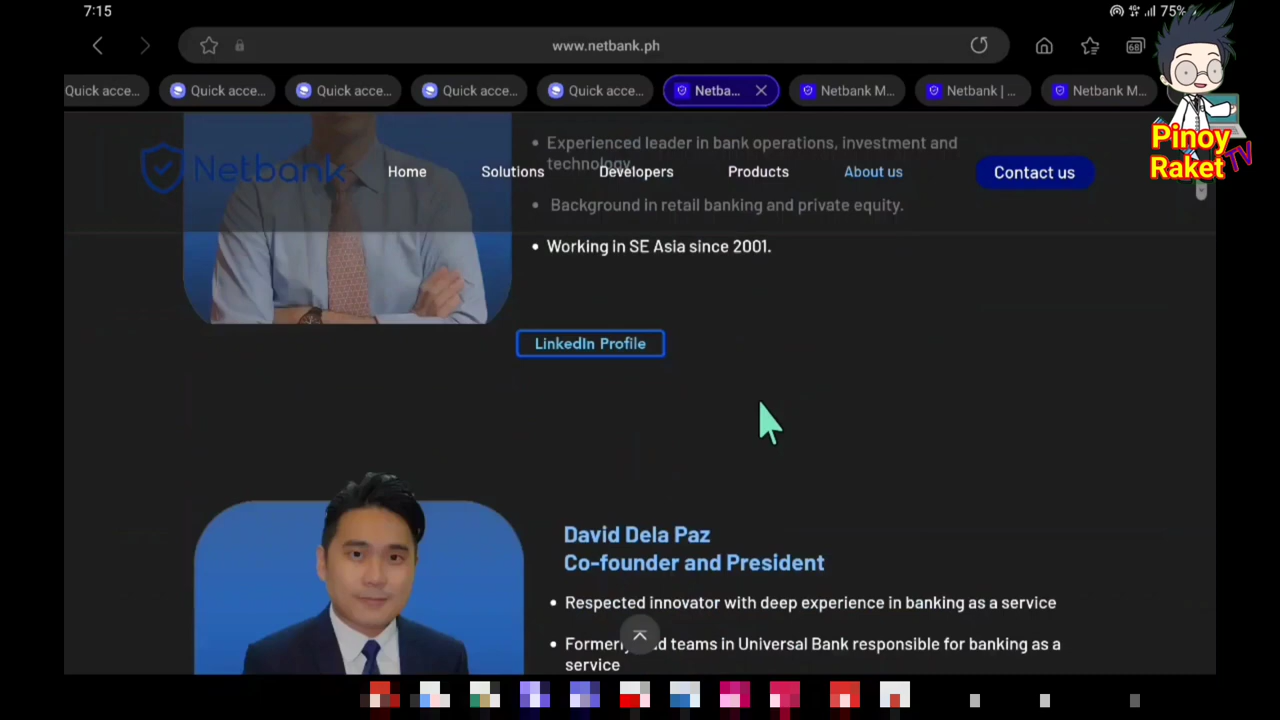 7:15
75%
www.netbank.ph
68
Quick acce...
Quick acce...
Quick acce...
Quick acce...
Quick acce...
Netba...
Netbank M...
Netbank | ...
Netbank M...
Pinoy
Raket TV
Experienced leader in bank operations, investment and
technology.
Netbank
Home
Solutions
Developers
Products
About us
Contact us
• Background in retail banking and private equity.
• Working in SE Asia since 2001.
LinkedIn Profile
David Dela Paz
Co-founder and President
• Respected innovator with deep experience in banking as a service
• Formerly teams in Universal Bank responsible for banking as a
service